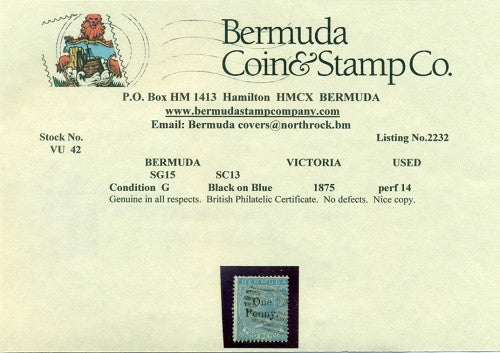 Bermuda
Coin&Stamp Co.
P.O. Box HM 1413 Hamilton HMCX BERMUDA
www.bermudastampcompany.com
Email: Bermuda covers@northrock.bm
Stock No. Listing No.2232
VU 42
BERMUDA VICTORIA USED
SG15 SC13
Condition G Black on Blue 1875 perf 14
Genuine in all respects. British Philatelic Certificate. No defects. Nice copy.
BERMUDA
One
Penny.